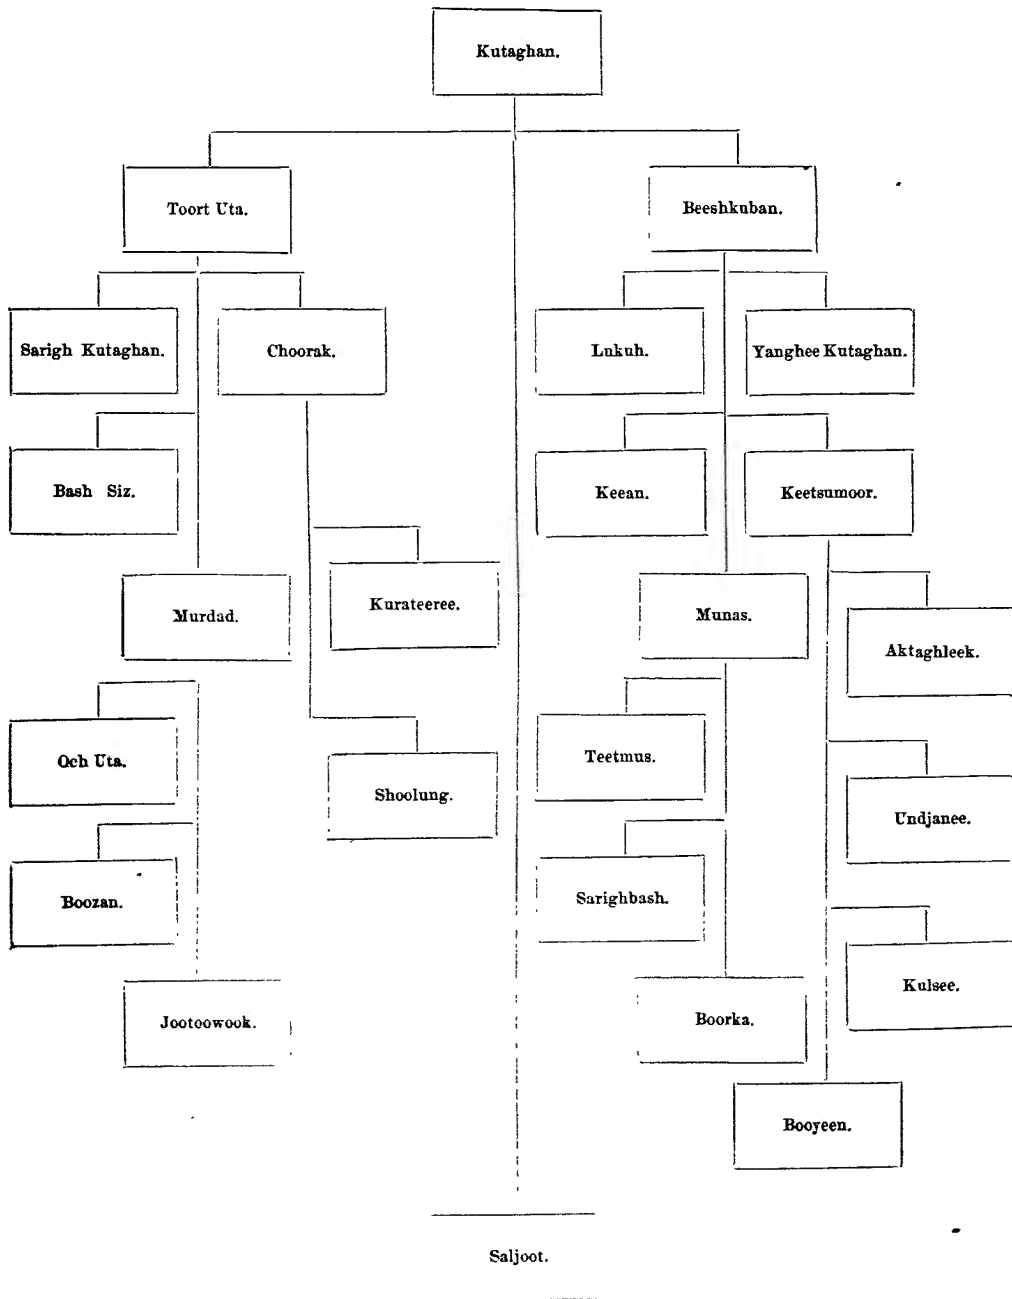 Kutaghan.
Toort Uta.
Beeshkuban.
Sarigh Kutaghan.
Choorak.
Lukuh.
Yanghee Kutaghan.
Bash Siz.
Keean.
Keetsumoor.
Murdad.
Kurateeree.
Munas.
Aktaghleek.
Och Uta.
Shoolung.
Teetmus.
Undjanee.
Boozan.
Sarighbash.
Kulsee.
Jootoowook.
Boorka.
Booyeen.
Saljoot.